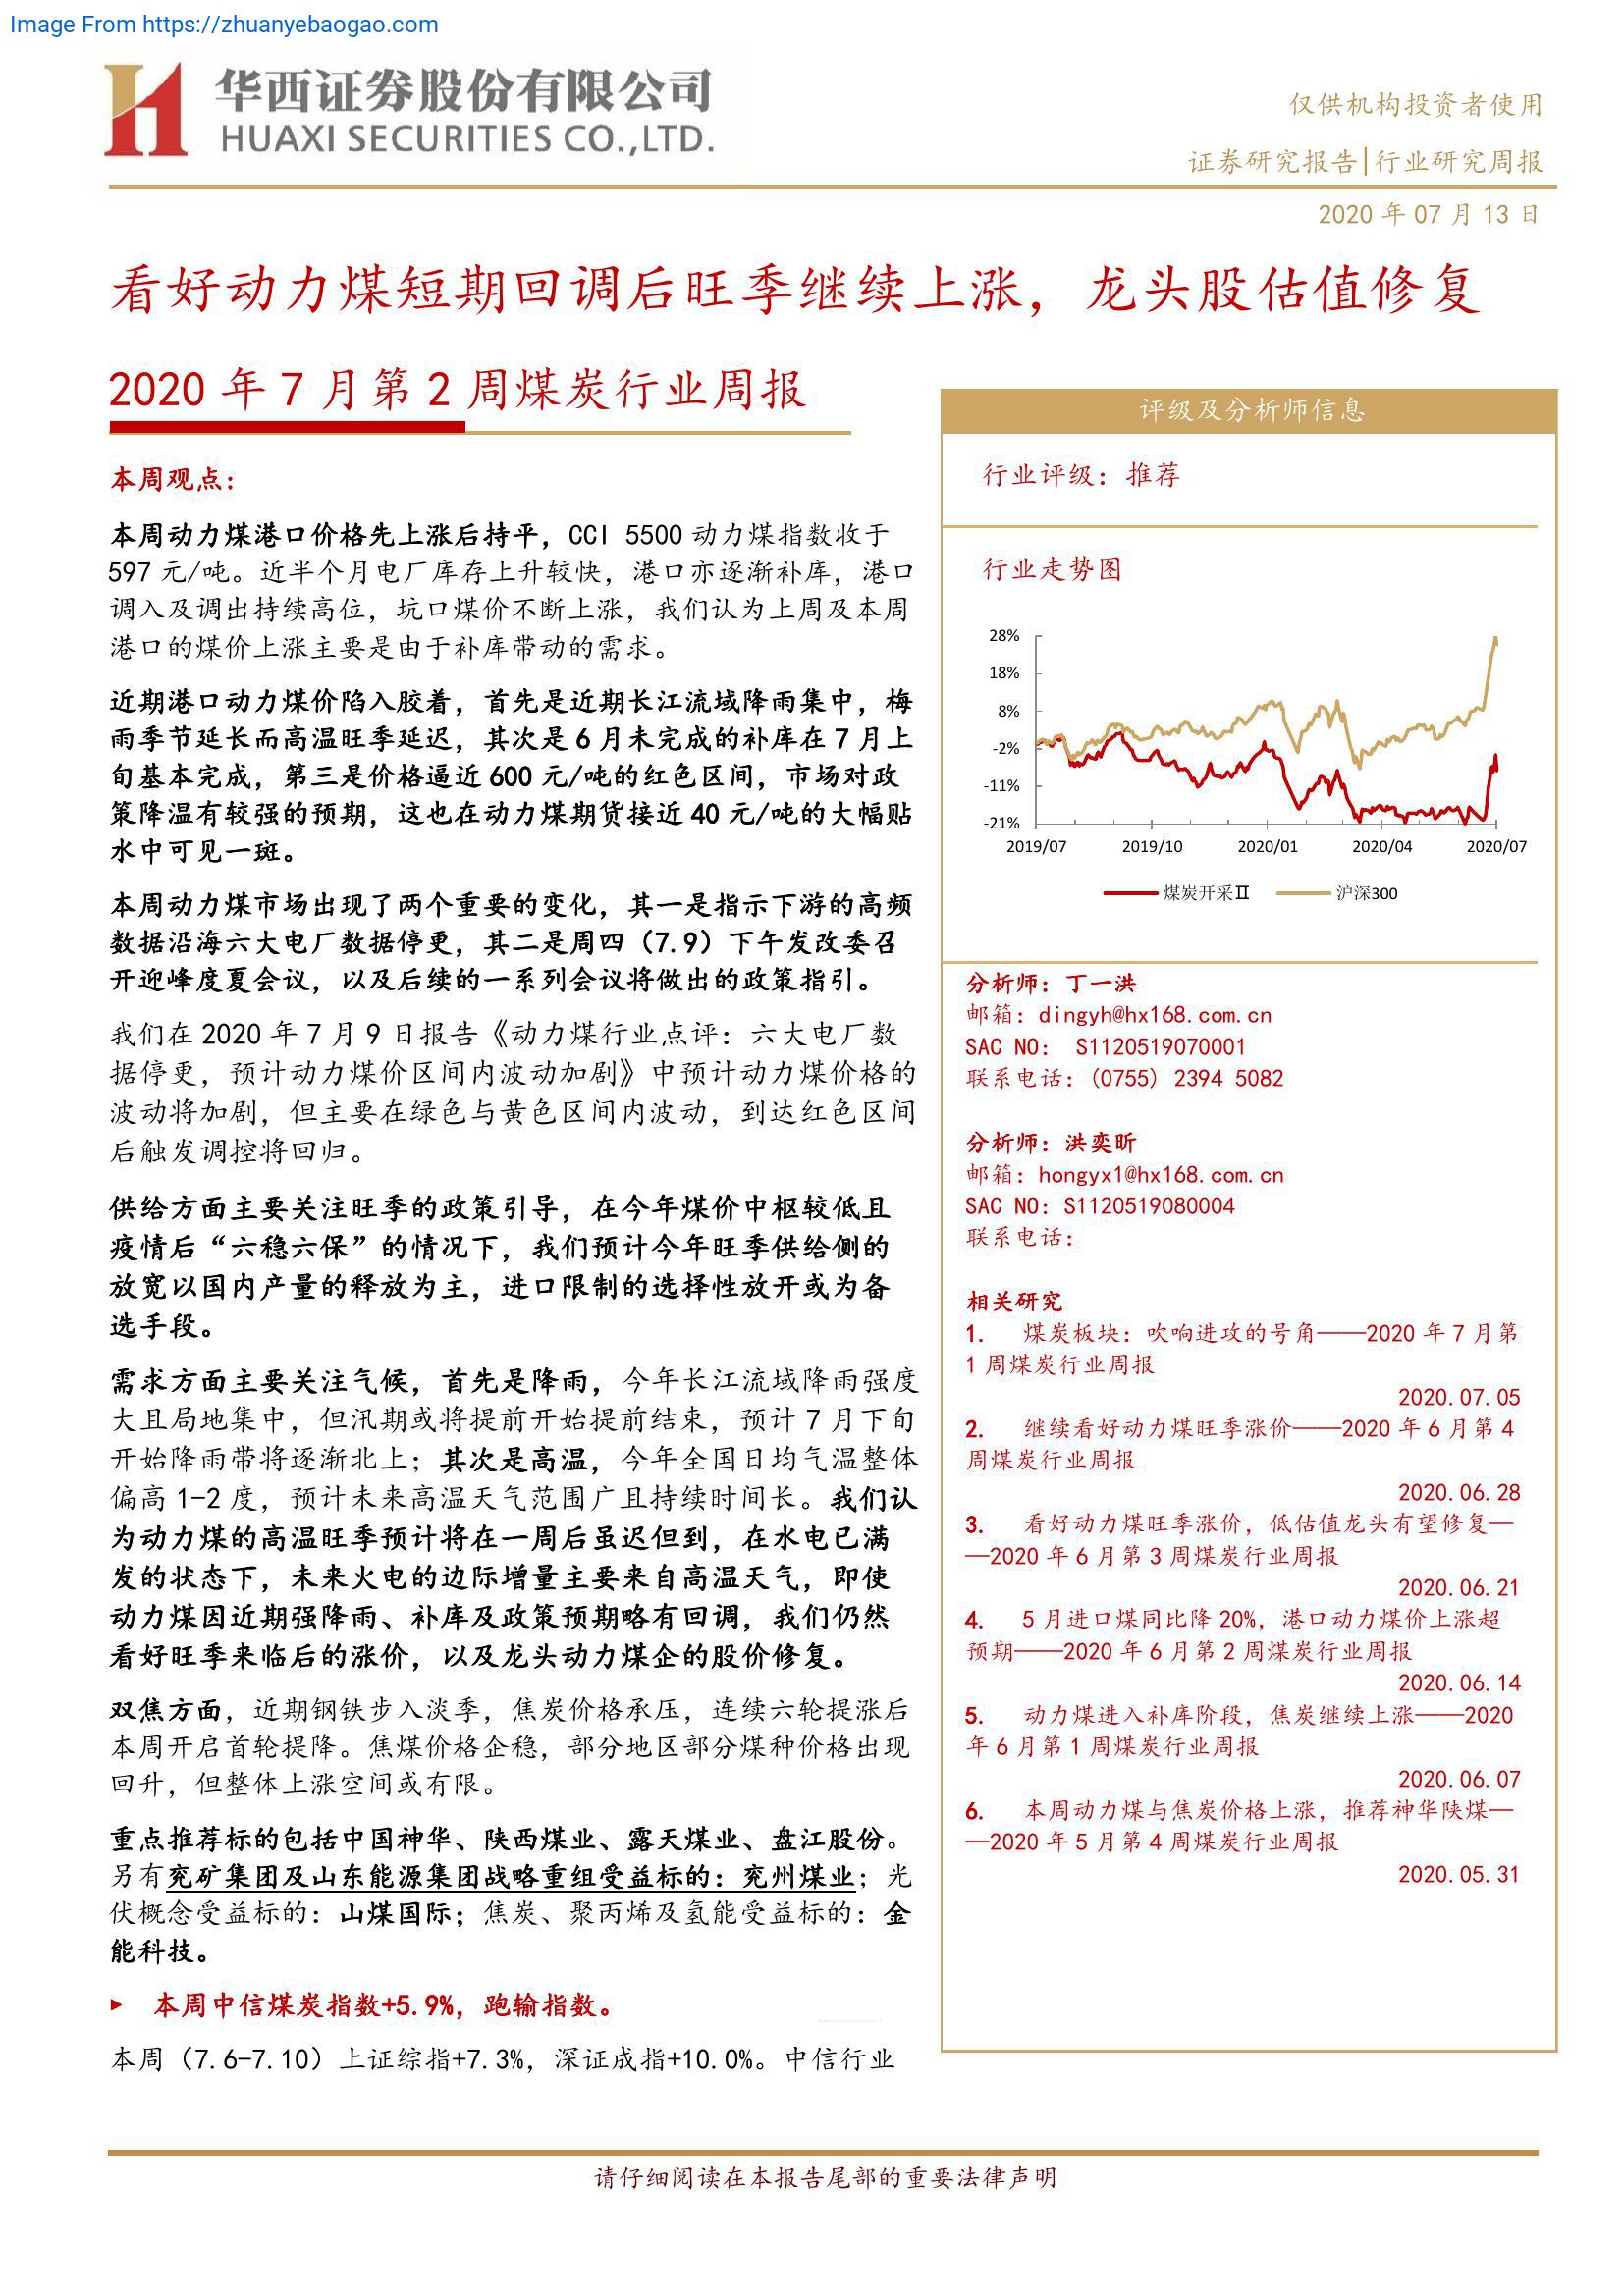 Image From https://zhuanyebaogao.com
华西证券股份有限公司
HUAXI SECURITIES CO.,LTD.
仅供机构投资者使用
证券研究报告|行业研究周报
2020 年 07 月 13 日
看好动力煤短期回调后旺季继续上涨，龙头股估值修复
2020 年 7 月第 2 周煤炭行业周报
本周观点：
本周动力煤港口价格先上涨后持平，CCI 5500 动力煤指数收于
597 元/吨。近半个月电厂库存上升较快，港口亦逐渐补库，港口
调入及调出持续高位，坑口煤价不断上涨，我们认为上周及本周
港口的煤价上涨主要是由于补库带动的需求。
近期港口动力煤价陷入胶着，首先是近期长江流域降雨集中，梅
雨季节延长而高温旺季延迟，其次是 6 月未完成的补库在 7 月上
旬基本完成，第三是价格逼近 600 元/吨的红色区间，市场对政
策降温有较强的预期，这也在动力煤期货接近 40 元/吨的大幅贴
水中可见一斑。
本周动力煤市场出现了两个重要的变化，其一是指示下游的高频
数据沿海六大电厂数据停更，其二是周四（7.9）下午发改委召
开迎峰度夏会议，以及后续的一系列会议将做出的政策指引。
我们在 2020 年 7 月 9 日报告《动力煤行业点评：六大电厂数
据停更，预计动力煤价区间内波动加剧》中预计动力煤价格的
波动将加剧，但主要在绿色与黄色区间内波动，到达红色区间
后触发调控将回归。
供给方面主要关注旺季的政策引导，在今年煤价中枢较低且
疫情后“六稳六保”的情况下，我们预计今年旺季供给侧的
放宽以国内产量的释放为主，进口限制的选择性放开或为备
选手段。
需求方面主要关注气候，首先是降雨，今年长江流域降雨强度
大且局地集中，但汛期或将提前开始提前结束，预计 7 月下旬
开始降雨带将逐渐北上；其次是高温，今年全国日均气温整体
偏高 1-2 度，预计未来高温天气范围广且持续时间长。我们认
为动力煤的高温旺季预计将在一周后虽迟但到，在水电已满
发的状态下，未来火电的边际增量主要来自高温天气，即使
动力煤因近期强降雨、补库及政策预期略有回调，我们仍然
看好旺季来临后的涨价，以及龙头动力煤企的股价修复。
双焦方面，近期钢铁步入淡季，焦炭价格承压，连续六轮提涨后
本周开启首轮提降。焦煤价格企稳，部分地区部分煤种价格出现
回升，但整体上涨空间或有限。
重点推荐标的包括中国神华、陕西煤业、露天煤业、盘江股份。
另有兖矿集团及山东能源集团战略重组受益标的：兖州煤业；光
伏概念受益标的：山煤国际；焦炭、聚丙烯及氢能受益标的：金
能科技。
▶ 本周中信煤炭指数+5.9%，跑输指数。
本周（7.6-7.10）上证综指+7.3%，深证成指+10.0%。中信行业
评级及分析师信息
行业评级：推荐
行业走势图
28%
18%
8%
-2%
-11%
-21%
2019/07 2019/10 2020/01 2020/04 2020/07
煤炭开采Ⅱ 沪深300
分析师：丁一洪
邮箱：dingyh@hx168.com.cn
SAC NO： S1120519070001
联系电话：(0755) 2394 5082
分析师：洪奕昕
邮箱：hongyx1@hx168.com.cn
SAC NO：S1120519080004
联系电话：
相关研究
1. 煤炭板块：吹响进攻的号角——2020 年 7 月第
1 周煤炭行业周报
2020.07.05
2. 继续看好动力煤旺季涨价——2020 年 6 月第 4
周煤炭行业周报
2020.06.28
3. 看好动力煤旺季涨价，低估值龙头有望修复—
—2020 年 6 月第 3 周煤炭行业周报
2020.06.21
4. 5 月进口煤同比降 20%，港口动力煤价上涨超
预期——2020 年 6 月第 2 周煤炭行业周报
2020.06.14
5. 动力煤进入补库阶段，焦炭继续上涨——2020
年 6 月第 1 周煤炭行业周报
2020.06.07
6. 本周动力煤与焦炭价格上涨，推荐神华陕煤—
—2020 年 5 月第 4 周煤炭行业周报
2020.05.31
请仔细阅读在本报告尾部的重要法律声明